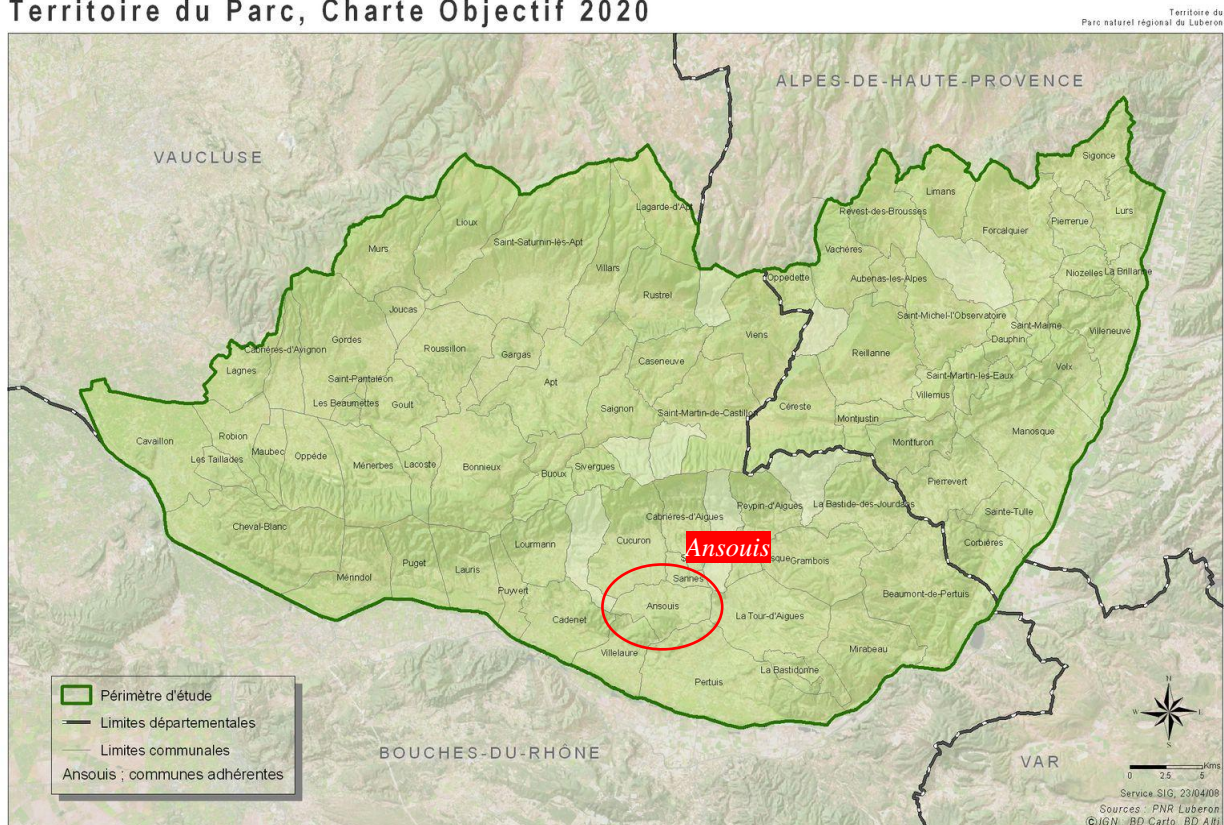 Territoire du Parc, Charte Objectif 2020
Territoire du
Parc naturel régional du Luberon
ALPES-DE-HAUTE-PROVENCE
VAUCLUSE
Sigonce
Limans
Lagarde-d'Apt
Revest-des-Brousses
Lurs
Lioux
Pierrerue
Forcalquier
Saint-Saturnin-lès-Apt
Murs
Vachères
Villars
Niozelles
La Brillanne
Oppedette
Aubenas-les-Alpes
Rustrel
Joucas
Saint-Michel-l'Observatoire
Saint-Maime
Villeneuve
Viens
Gordes
Dauphin
Cabrières-d'Avignon
Roussillon
Gargas
Reillanne
Caseneuve
Lagnes
Volx
Saint-Pantaléon
Apt
Saint-Martin-les-Eaux
Villemus
Les Beaumettes
Goult
Saignon
Saint-Martin-de-Castillon
Céreste
Montjustin
Manosque
Cavaillon
Robion
Montfuron
Maubec
Oppède
Les Taillades
Ménerbes
Lacoste
Bonnieux
Buoux
Sivergues
Pierrevert
Reypin-d'Aigues
La Bastide-des-Jourdans
Sainte-Tulle
Cabrières-d'Aigues
Cheval-Blanc
Cucuron
Lourmann
Corbières
Ansouis
S
sque
Grambois
Puget
Lauris
Mérindol
Sannes
Puyvert
Beaumont-de-Pertuis
Ansouis
La Tour-d'Aigues
Cadenet
Mirabeau
Villelaure
La Bastidonne
Pertuis
Périmètre d'étude
Limites départementales
Limites communales
Ansouis ; communes adhérentes
BOUCHES-DU-RHÔNE
VAR
N
W
E
S
Kms
0 2.5 5
Service SIG, 23/04/08
Sources : PNR Luberon
©IGN : BD Carto, BD Alti